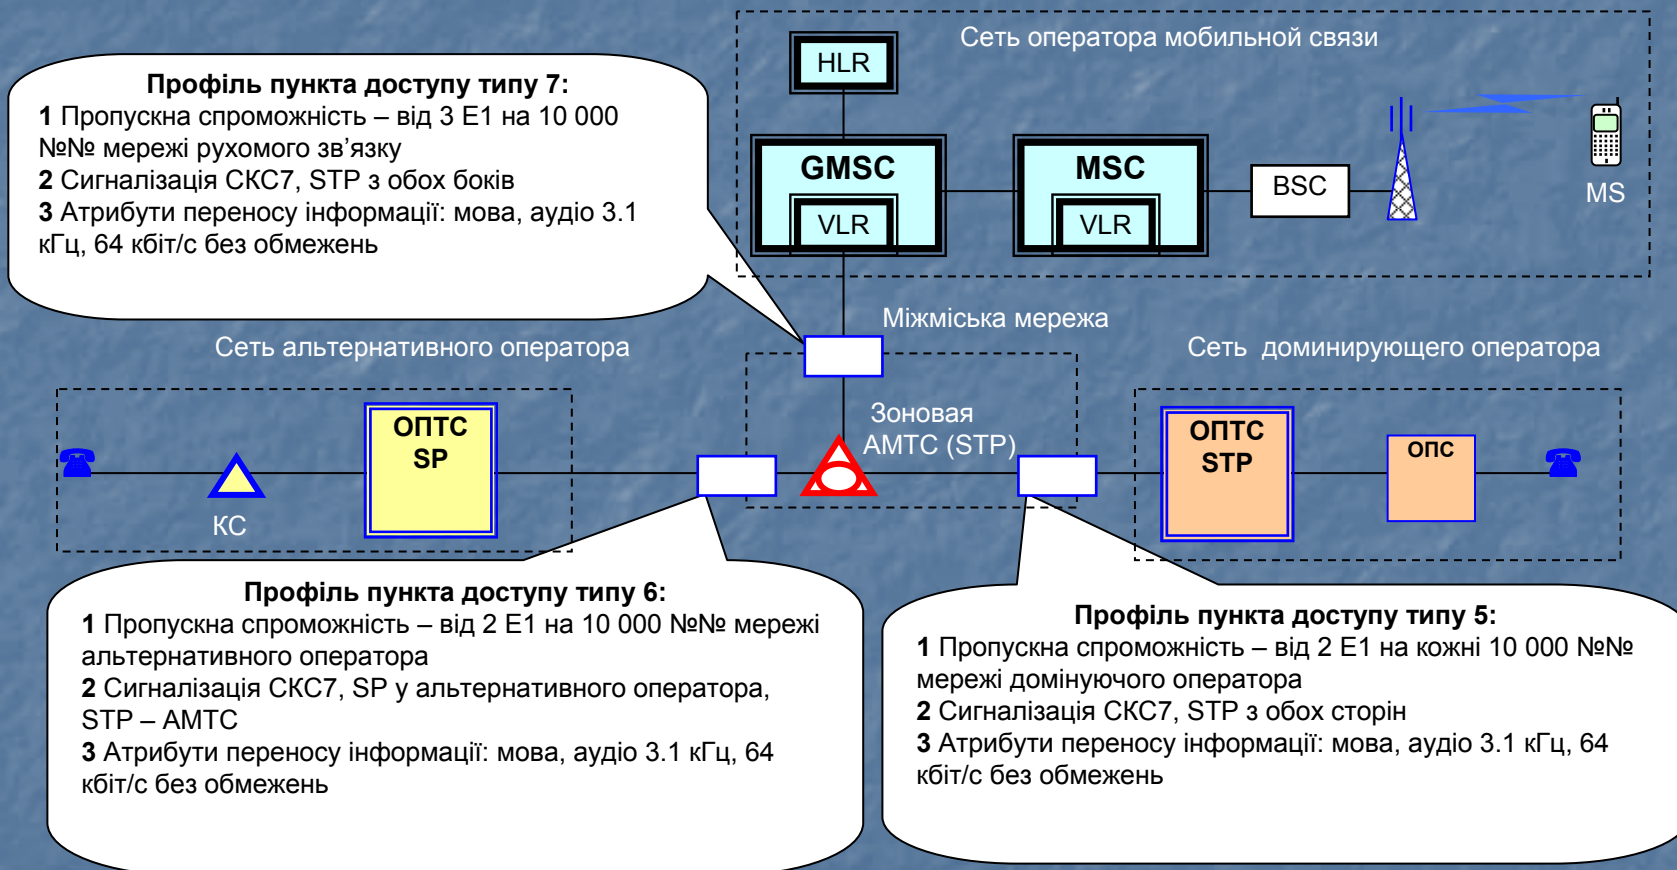 Сеть оператора мобильной связи
HLR
Профіль пункта доступу типу 7:
1 Пропускна спроможність – від 3 Е1 на 10 000
№№ мережі рухомого зв’язку
2 Сигналізація СКС7, STP з обох боків
3 Атрибути переносу інформації: мова, аудіо 3.1
кГц, 64 кбіт/с без обмежень
GMSC
VLR
MSC
VLR
BSC
MS
Міжміська мережа
Сеть альтернативного оператора
Сеть доминирующего оператора
ОПТС
SP
КС
Зоновая
АМТС (STP)
ОПТС
STP
ОПС
Профіль пункта доступу типу 6:
1 Пропускна спроможність – від 2 Е1 на 10 000 №№ мережі
альтернативного оператора
2 Сигналізація СКС7, SP у альтернативного оператора,
STP – АМТС
3 Атрибути переносу інформації: мова, аудіо 3.1 кГц, 64
кбіт/с без обмежень
Профіль пункта доступу типу 5:
1 Пропускна спроможність – від 2 Е1 на кожні 10 000 №№
мережі домінуючого оператора
2 Сигналізація СКС7, STP з обох сторін
3 Атрибути переносу інформації: мова, аудіо 3.1 кГц, 64
кбіт/с без обмежень